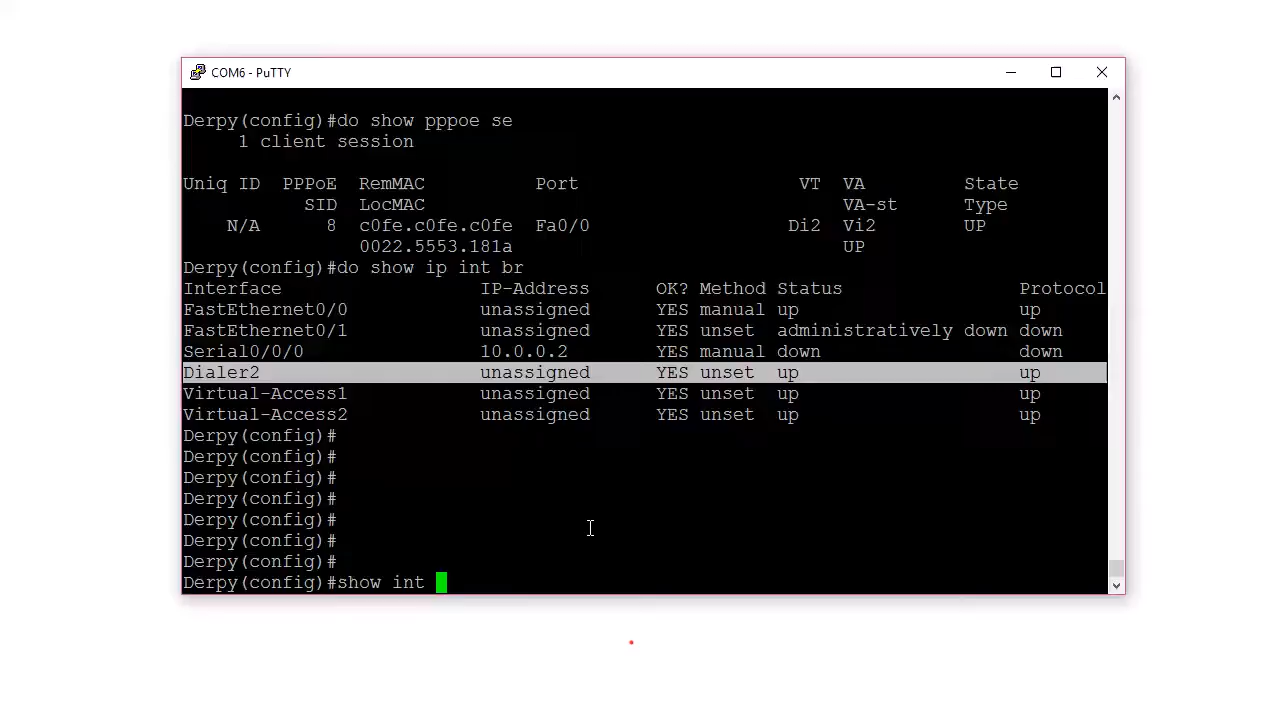 COM6 - PuTTY
Derpy(config)#do show pppoe se
     1 client session
Uniq ID  PPPoE  RemMAC          Port                    VT  VA         State
           SID  LocMAC                                      VA-st      Type
    N/A      8  c0fe.c0fe.c0fe  Fa0/0                  Di2  Vi2        UP
                0022.5553.181a                              UP
Derpy(config)#do show ip int br
Interface                  IP-Address      OK? Method Status                Protocol
FastEthernet0/0            unassigned      YES manual up                    up
FastEthernet0/1            unassigned      YES unset  administratively down down
Serial0/0/0                10.0.0.2        YES manual down                  down
Dialer2                    unassigned      YES unset  up                    up
Virtual-Access1            unassigned      YES unset  up                    up
Virtual-Access2            unassigned      YES unset  up                    up
Derpy(config)#
Derpy(config)#
Derpy(config)#
Derpy(config)#
Derpy(config)#
Derpy(config)#
Derpy(config)#
Derpy(config)#show int